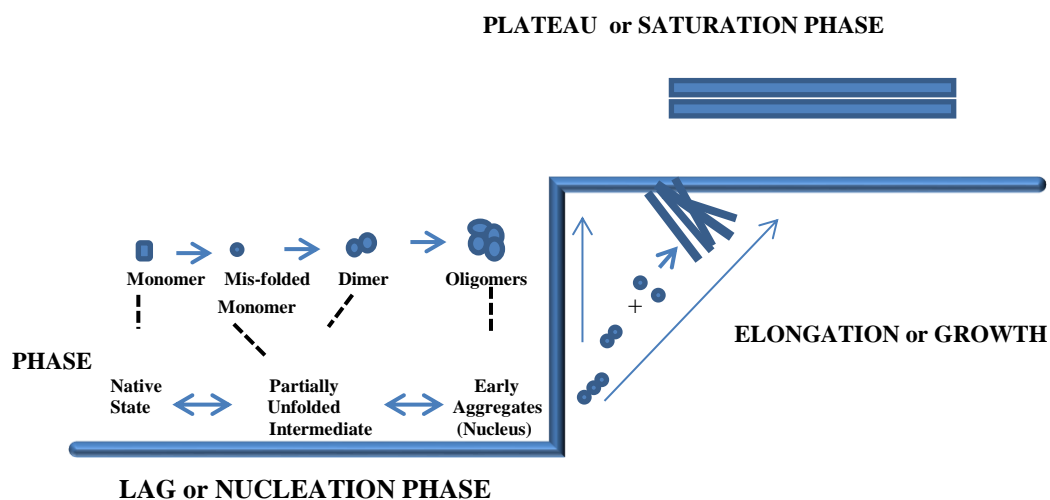 PLATEAU or SATURATION PHASE
Monomer
Mis-folded
Monomer
Dimer
Oligomers
+
ELONGATION or GROWTH
PHASE
Native
State
Partially
Unfolded
Intermediate
Early
Aggregates
(Nucleus)
LAG or NUCLEATION PHASE